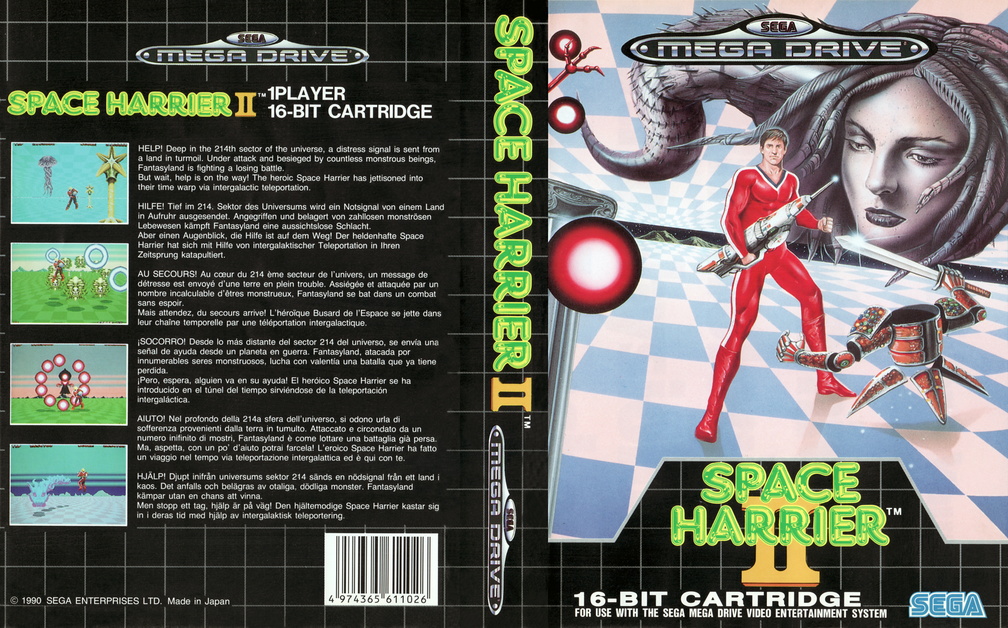 SEGA
MEGA DRIVE
SPACE HARRIER II™
1PLAYER
16-BIT CARTRIDGE
HELP! Deep in the 214th sector of the universe, a distress signal is sent from
a land in turmoil. Under attack and besieged by countless monstrous beings,
Fantasyland is fighting a losing battle.
But wait, help is on the way! The heroic Space Harrier has jettisoned into
their time warp via intergalactic teleportation.
HILFE! Tief im 214. Sektor des Universums wird ein Notsignal von einem Land
in Aufruhr ausgesendet. Angegriffen und belagert von zahllosen monströsen
Lebewesen kämpft Fantasyland eine aussichtslose Schlacht.
Aber einen Augenblick, die Hilfe ist auf dem Weg! Der heldenhafte Space
Harrier hat sich mit Hilfe von intergalaktischer Teleportation in Ihren
Zeitsprung katapultiert.
AU SECOURS! Au cœur du 214 ème secteur de l'univers, un message de
détresse est envoyé d'une terre en plein trouble. Assiégée et attaquée par un
nombre incalculable d'êtres monstrueux, Fantasyland se bat dans un combat
sans espoir.
Mais attendez, du secours arrive! L'héroïque Busard de l'Espace se jette dans
leur chaîne temporelle par une téléportation intergalactique.
¡SOCORRO! Desde lo más distante del sector 214 del universo, se envía una
señal de ayuda desde un planeta en guerra. Fantasyland, atacada por
innumerables seres monstruosos, lucha con valentía una batalla que ya tiene
perdida.
¡Pero, espera, alguien va en su ayuda! El heróico Space Harrier se ha
introducido en el túnel del tiempo sirviéndose de la teleportación
intergaláctica.
AIUTO! Nel profondo della 214a sfera dell'universo, si odono urla di
sofferenza provenienti dalla terra in tumulto. Attaccato e circondato da un
numero inifinito di mostri, Fantasyland è come lottare una battaglia già persa.
Ma, aspetta, con un po' d'aiuto potrai farcela! L'eroico Space Harrier ha fatto
un viaggio nel tempo via teletazione intergalattica ed è qui con te.
HJÄLP! Djupt inifrån universums sektor 214 sänds en nödsignal från ett land i
kaos. Det anfalls och belägras av otaliga, dödliga monster. Fantasyland
kämpar utan en chans att vinna.
Men stopp ett tag, hjälp är på väg! Den hjältemodige Space Harrier kastar sig
in i deras tid med hjälp av intergalaktisk teleportering.
4 974365 611026
© 1990 SEGA ENTERPRISES LTD. Made in Japan
SPACE HARRIER II™
SEGA
MEGA DRIVE
SEGA
MEGA DRIVE
SPACE
HARRIER™
II
16-BIT CARTRIDGE
FOR USE WITH THE SEGA MEGA DRIVE VIDEO ENTERTAINMENT SYSTEM
SEGA